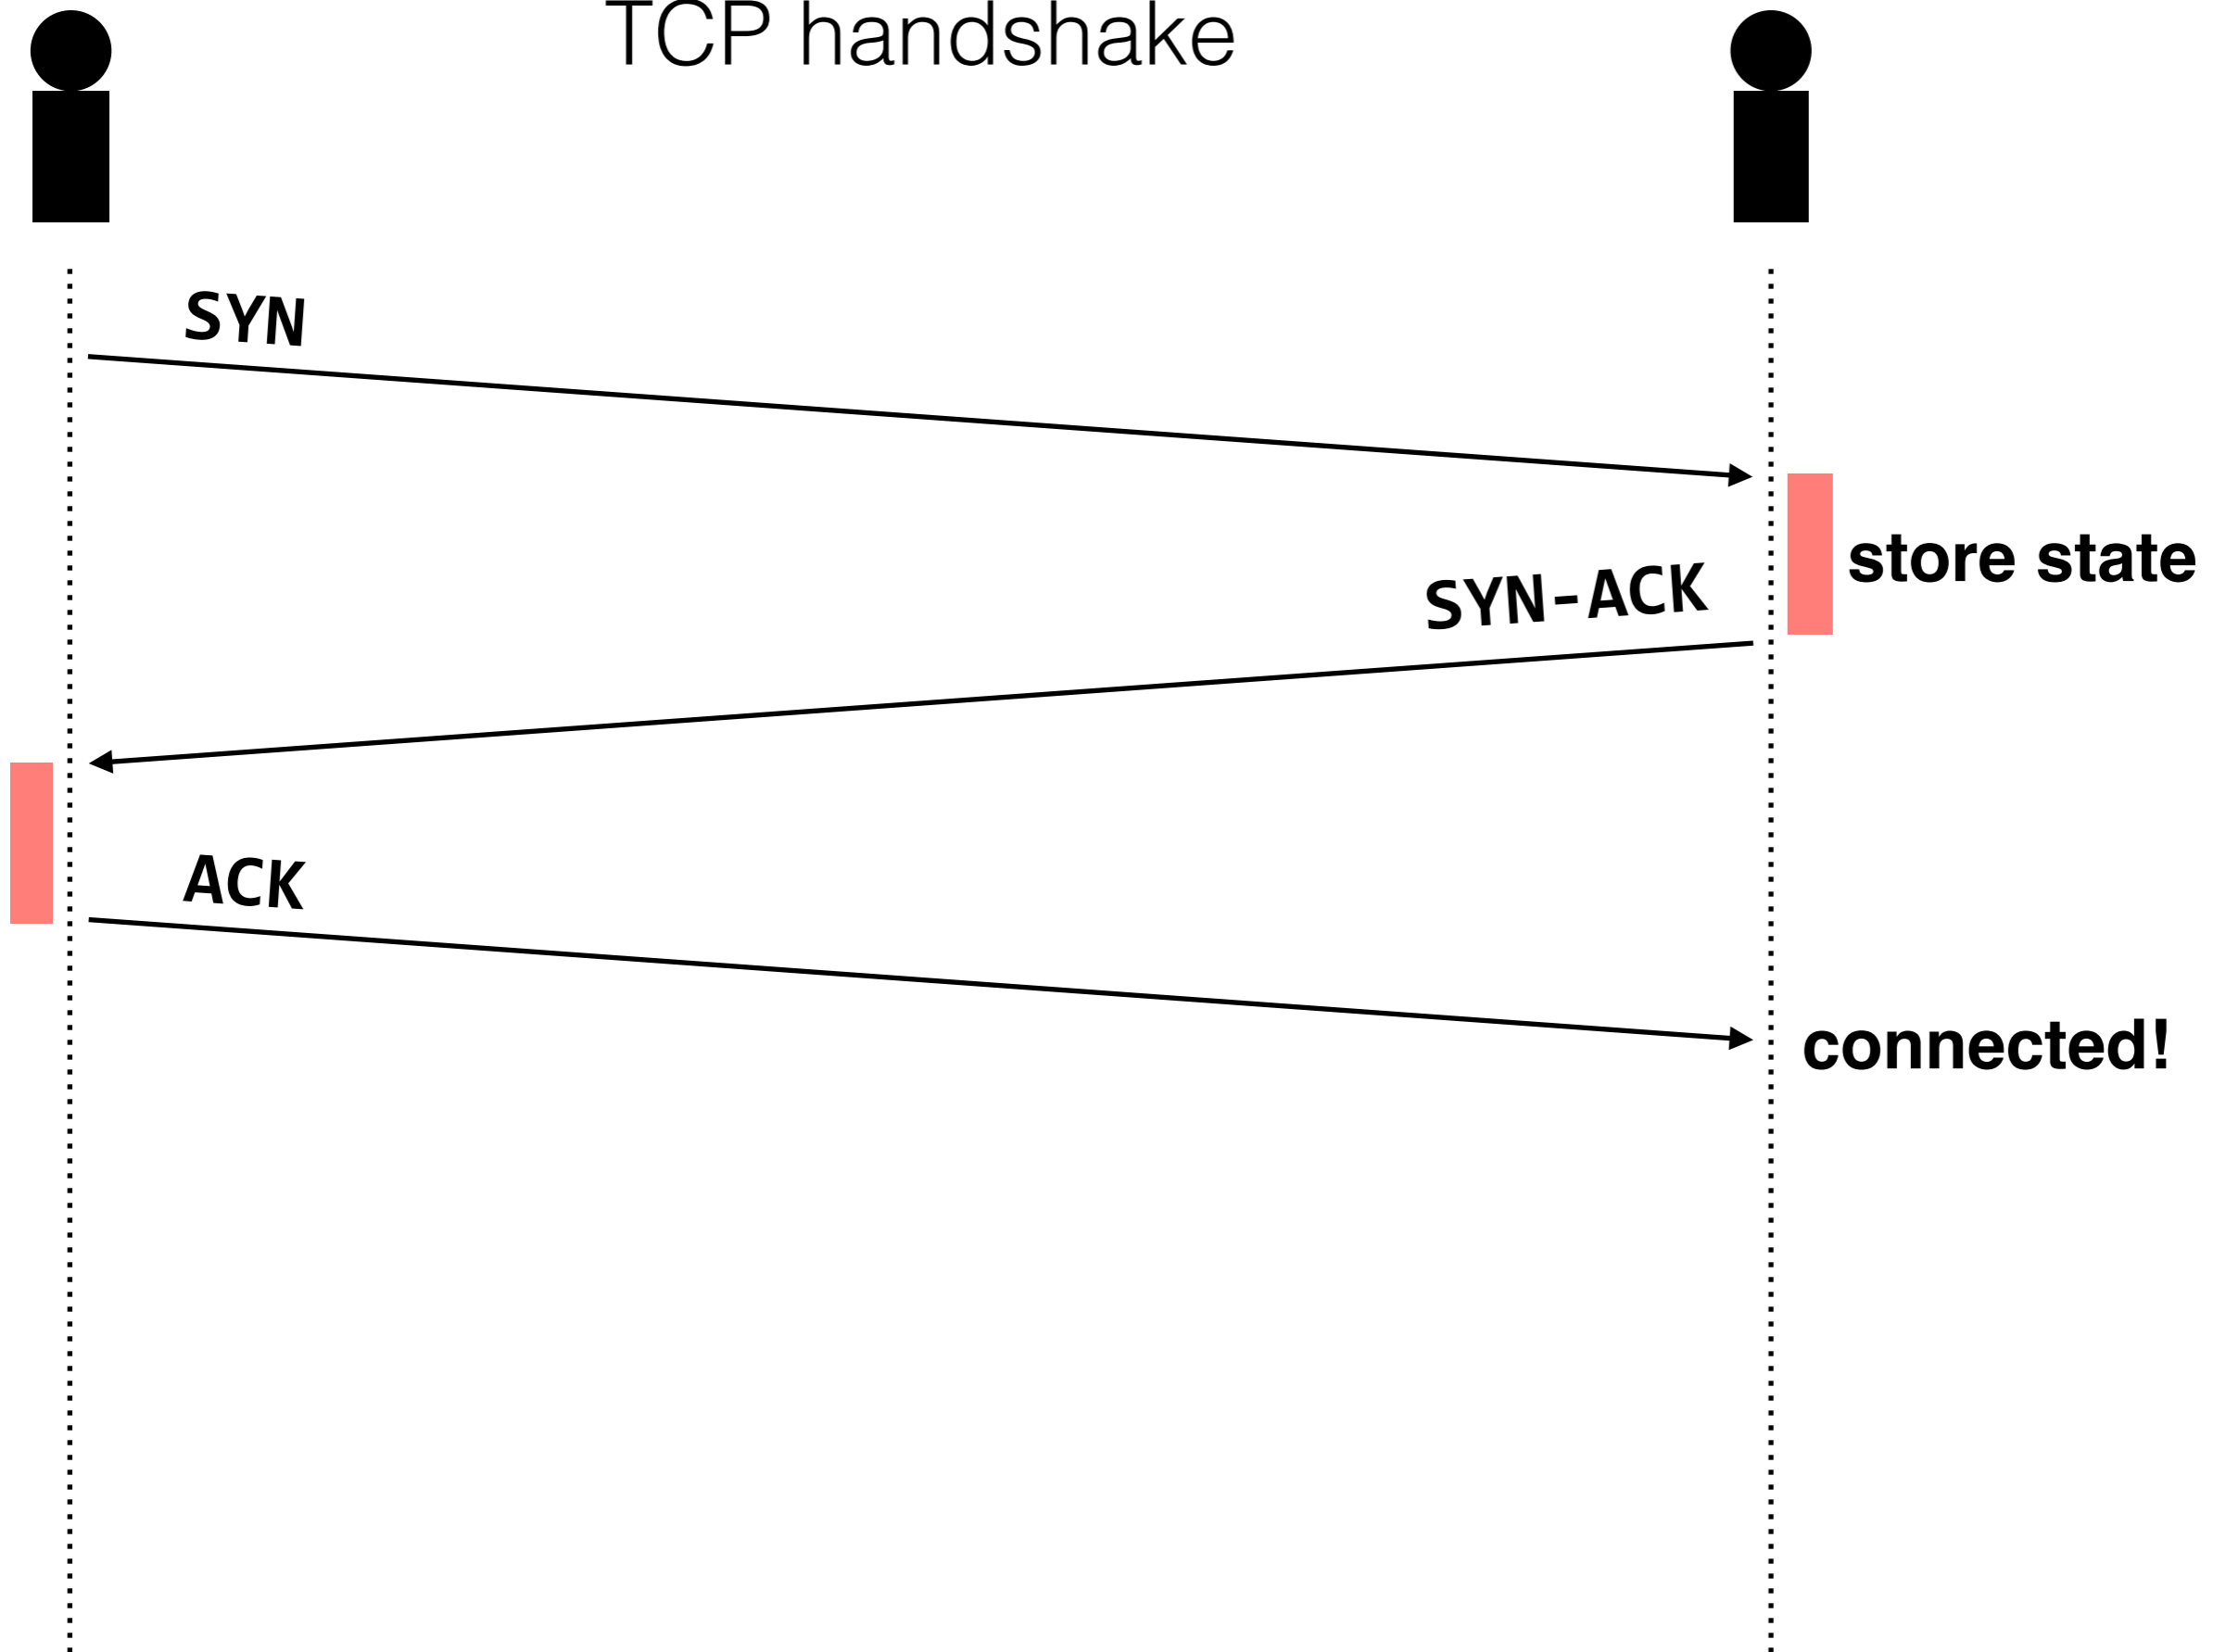 TCP handshake
SYN
store state
SYN-ACK
ACK
connected!